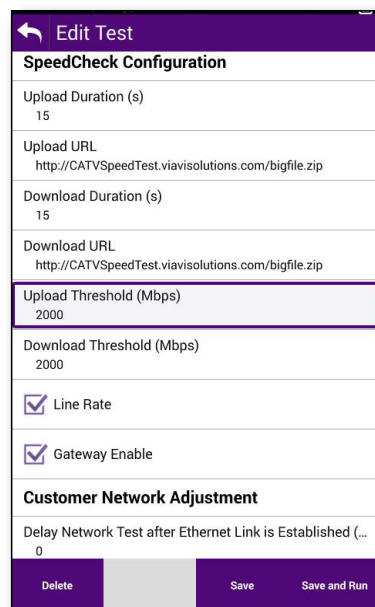 Edit Test
SpeedCheck Configuration
Upload Duration (s)
15
Upload URL
http://CATVSpeedTest.viavisolutions.com/bigfile.zip
Download Duration (s)
15
Download URL
http://CATVSpeedTest.viavisolutions.com/bigfile.zip
Upload Threshold (Mbps)
2000
Download Threshold (Mbps)
2000
Line Rate
Gateway Enable
Customer Network Adjustment
Delay Network Test after Ethernet Link is Established (...
0
Delete Save Save and Run